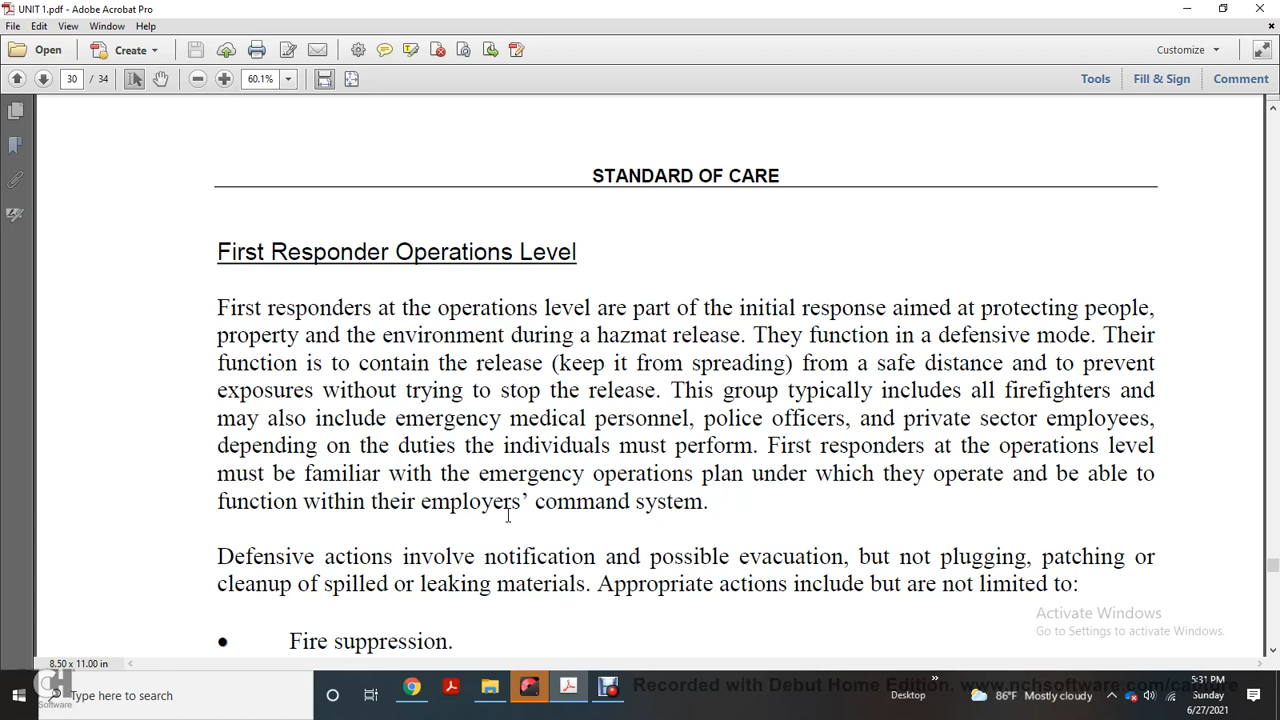 UNIT 1.pdf - Adobe Acrobat Pro
File Edit View Window Help
Open Create Customize
30 / 34 60.1% Tools Fill & Sign Comment
STANDARD OF CARE
First Responder Operations Level
First responders at the operations level are part of the initial response aimed at protecting people,
property and the environment during a hazmat release. They function in a defensive mode. Their
function is to contain the release (keep it from spreading) from a safe distance and to prevent
exposures without trying to stop the release. This group typically includes all firefighters and
may also include emergency medical personnel, police officers, and private sector employees,
depending on the duties the individuals must perform. First responders at the operations level
must be familiar with the emergency operations plan under which they operate and be able to
function within their employers’ command system.
Defensive actions involve notification and possible evacuation, but not plugging, patching or
cleanup of spilled or leaking materials. Appropriate actions include but are not limited to:
• Fire suppression.
Activate Windows
Go to Settings to activate Windows.
8.50 x 11.00 in
Type here to search
Software
Recorded with Debut Home Edition. www.nchsoftware.com/capture
Desktop
86°F Mostly cloudy
5:31 PM
Sunday
6/27/2021